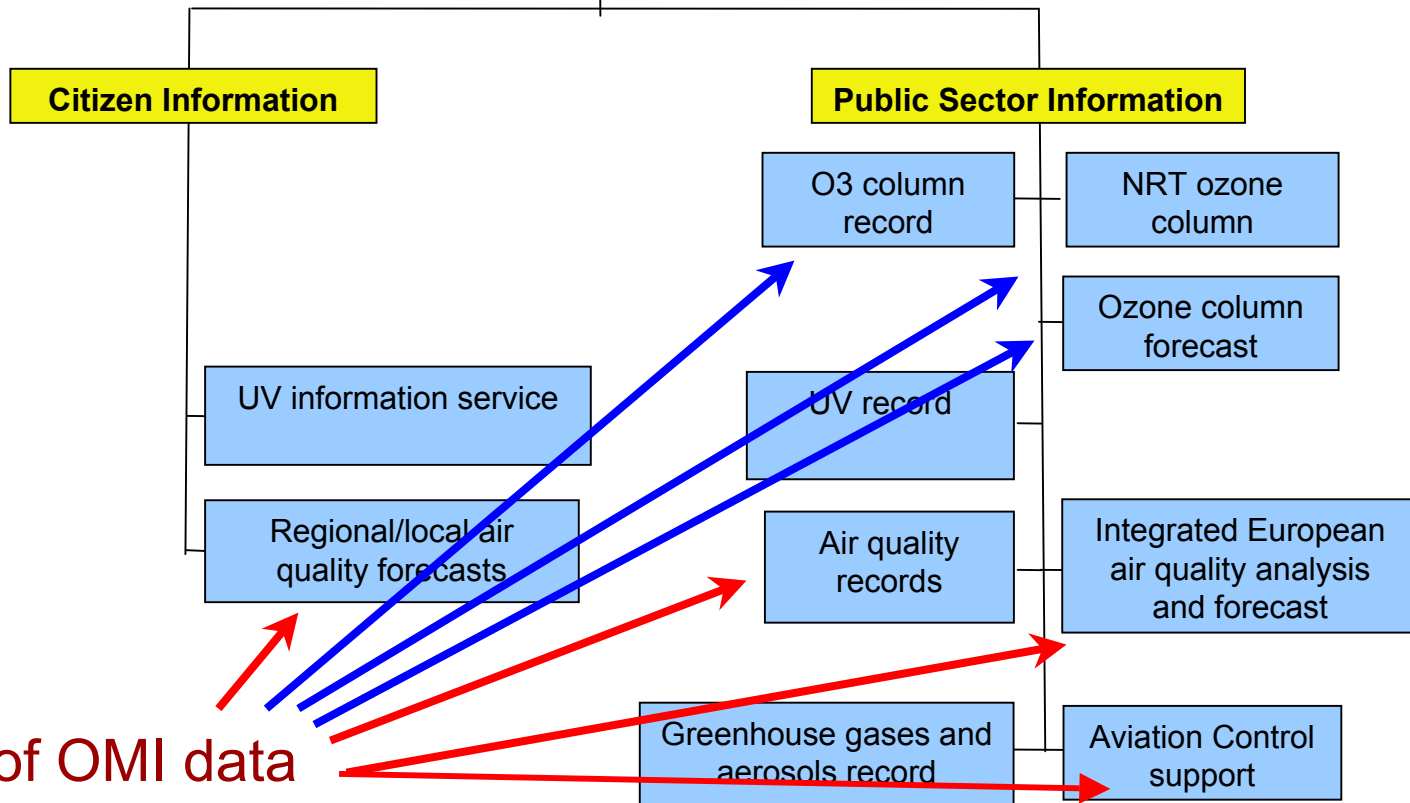 Citizen Information
Public Sector Information
O3 column
record
NRT ozone
column
Ozone column
forecast
UV information service
UV record
Regional/local air
quality forecasts
Air quality
records
Integrated European
air quality analysis
and forecast
Greenhouse gases and
aerosols record
Aviation Control
support
of OMI data